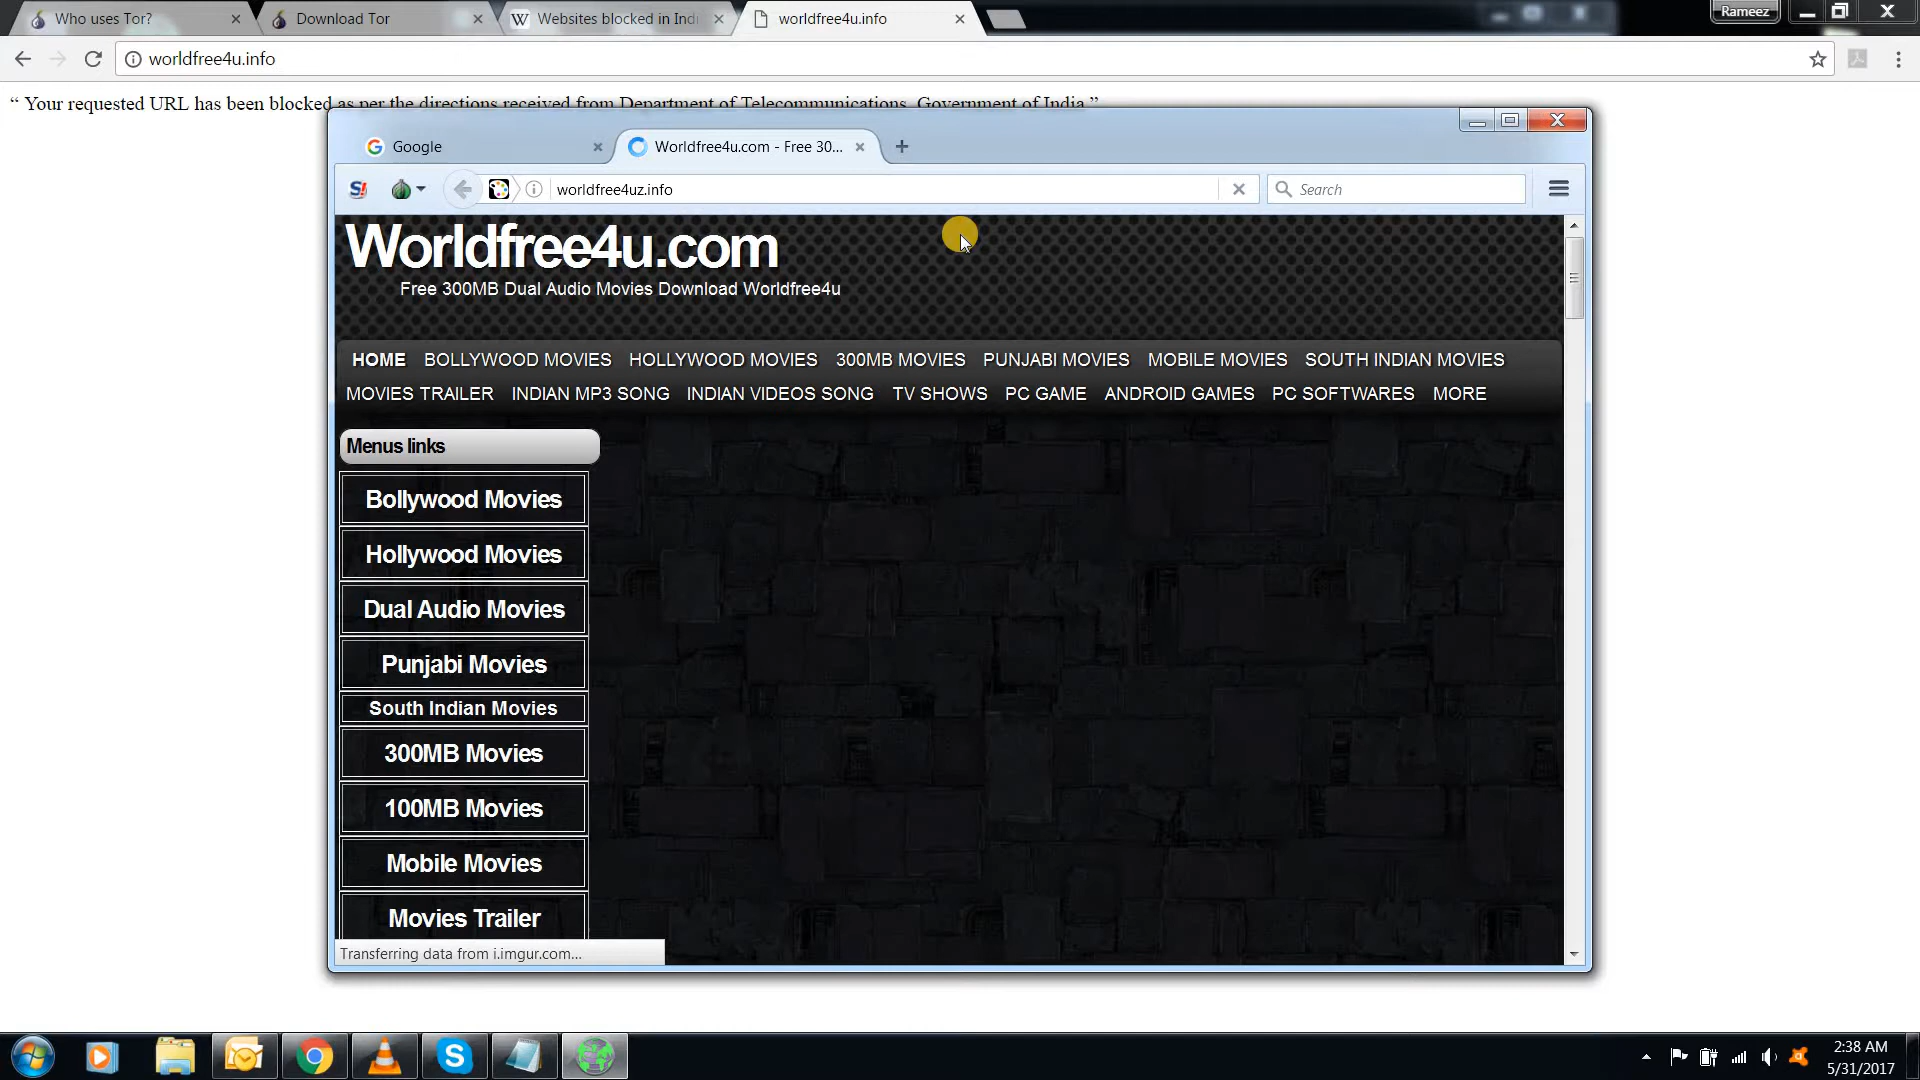 Who uses Tor?
Download Tor
Websites blocked in Indi
worldfree4u.info
Rameez
worldfree4u.info
“ Your requested URL has been blocked as per the directions received from Department of Telecommunications, Government of India.”
Google
Worldfree4u.com - Free 30...
S!
worldfree4uz.info
Search
Worldfree4u.com
Free 300MB Dual Audio Movies Download Worldfree4u
HOME BOLLYWOOD MOVIES HOLLYWOOD MOVIES 300MB MOVIES PUNJABI MOVIES MOBILE MOVIES SOUTH INDIAN MOVIES
MOVIES TRAILER INDIAN MP3 SONG INDIAN VIDEOS SONG TV SHOWS PC GAME ANDROID GAMES PC SOFTWARES MORE
Menus links
Bollywood Movies
Hollywood Movies
Dual Audio Movies
Punjabi Movies
South Indian Movies
300MB Movies
100MB Movies
Mobile Movies
Movies Trailer
Transferring data from i.imgur.com...
2:38 AM
5/31/2017